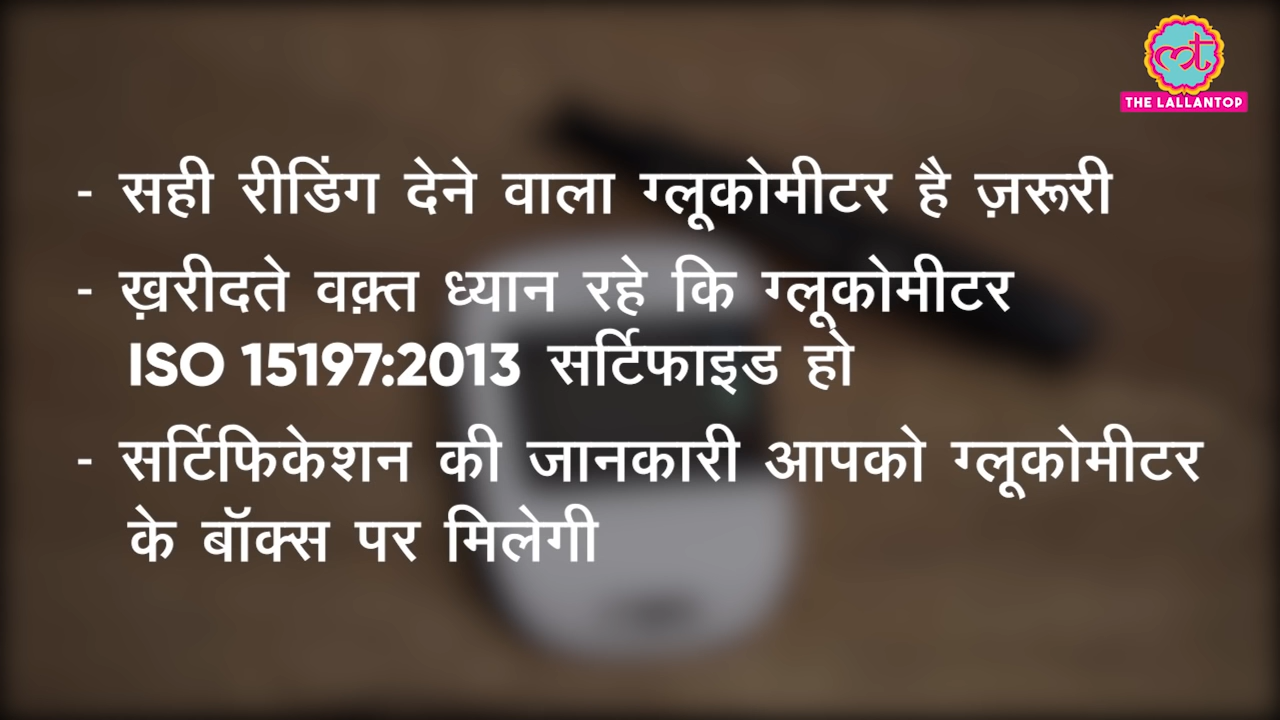 ला
THE LALLANTOP
- सही रीडिंग देने वाला ग्लूकोमीटर है ज़रूरी
- ख़रीदते वक़्त ध्यान रहे कि ग्लूकोमीटर
ISO 15197:2013 सर्टिफाइड हो
- सर्टिफिकेशन की जानकारी आपको ग्लूकोमीटर
के बॉक्स पर मिलेगी